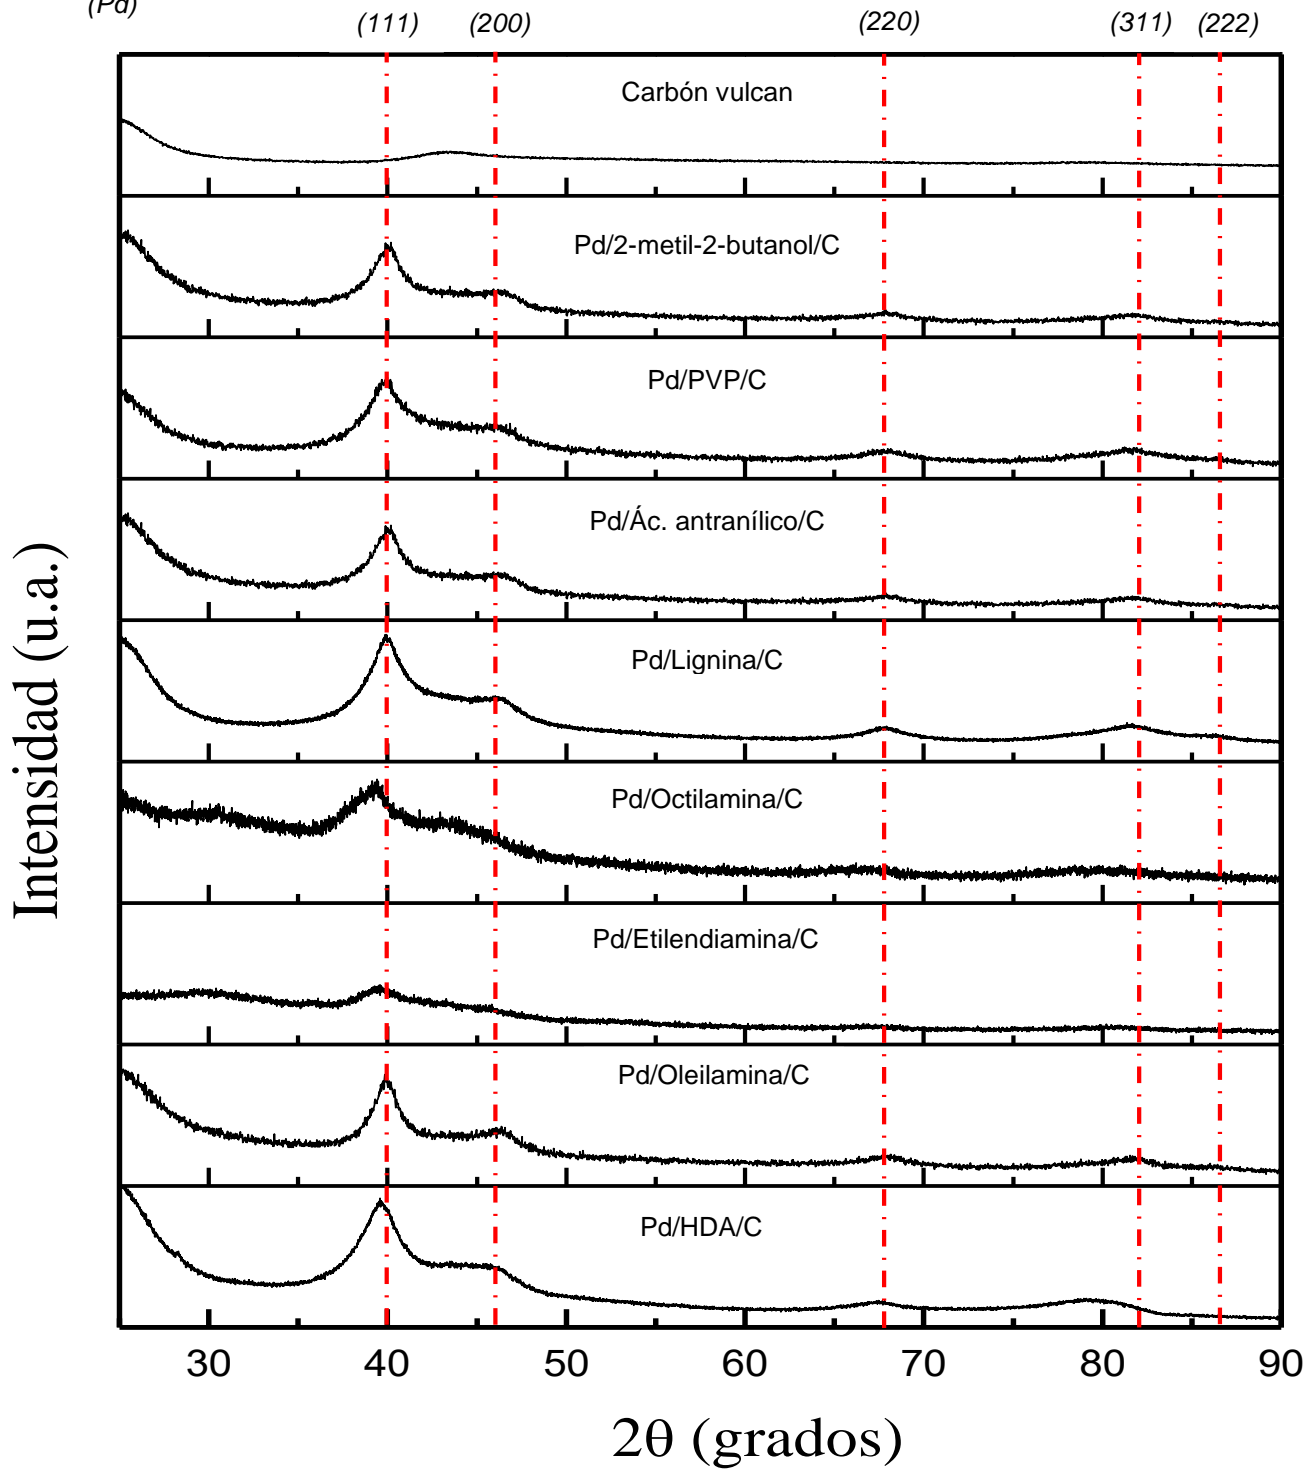 (Pd)
(111) (200) (220) (311) (222)
Carbón vulcan
Pd/2-metil-2-butanol/C
Pd/PVP/C
Pd/Ác. antranílico/C
Pd/Lignina/C
Pd/Octilamina/C
Pd/Etilendiamina/C
Pd/Oleilamina/C
Pd/HDA/C
Intensidad (u.a.)
30 40 50 60 70 80 90
2θ (grados)